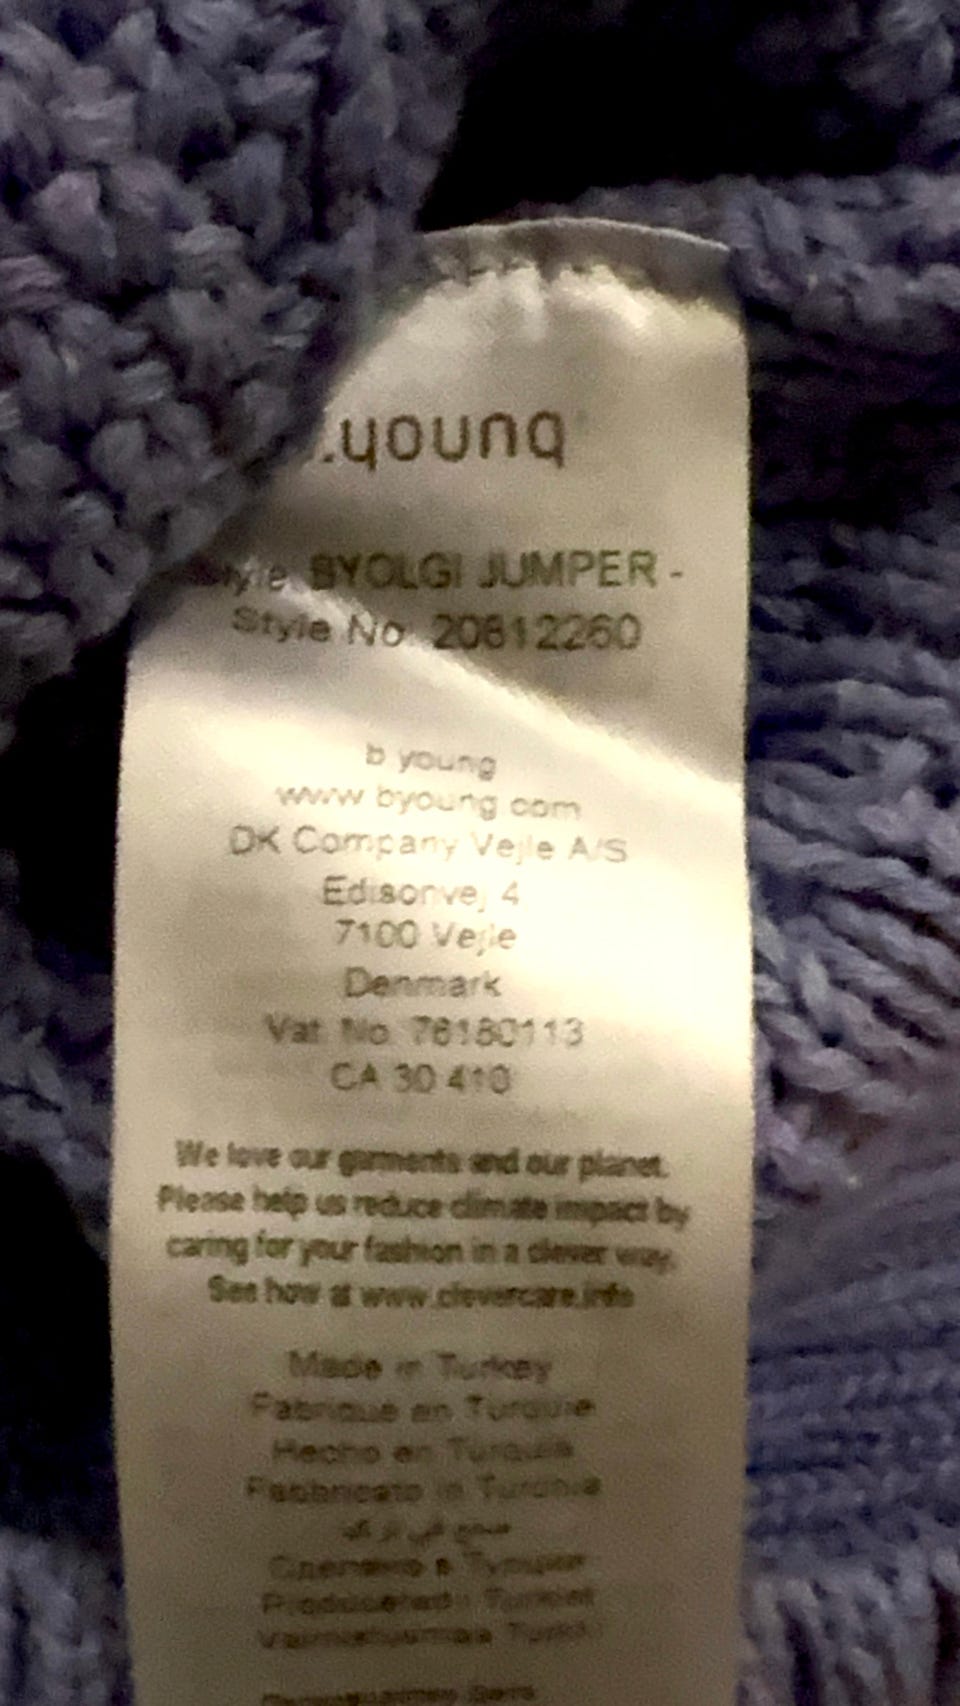 .young
Style: BYOLGI JUMPER -
Style No. 20812260
b.young
www.byoung.com
DK Company Vejle A/S
Edisonvej 4
7100 Vejle
Denmark
Vat. No. 76180113
CA 30 410
We love our garments and our planet.
Please help us reduce climate impact by
caring for your fashion in a clever way.
See how at www.clevercare.info
Made in Turkey
Fabriqué en Turquie
Hecho en Turquía
Fabbricato in Turchia
Сделано в Турции